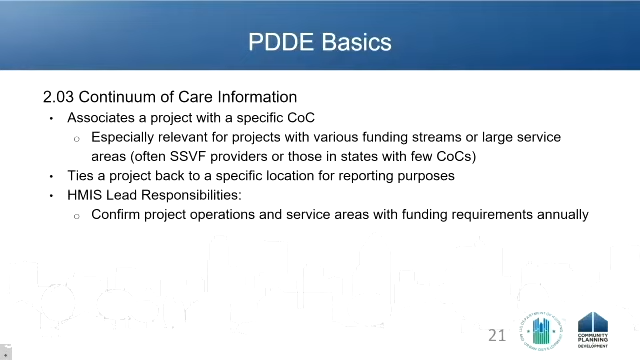 PDDE Basics
2.03 Continuum of Care Information
• Associates a project with a specific CoC
○ Especially relevant for projects with various funding streams or large service
areas (often SSVF providers or those in states with few CoCs)
• Ties a project back to a specific location for reporting purposes
• HMIS Lead Responsibilities:
○ Confirm project operations and service areas with funding requirements annually
21
COMMUNITY
PLANNING
DEVELOPMENT